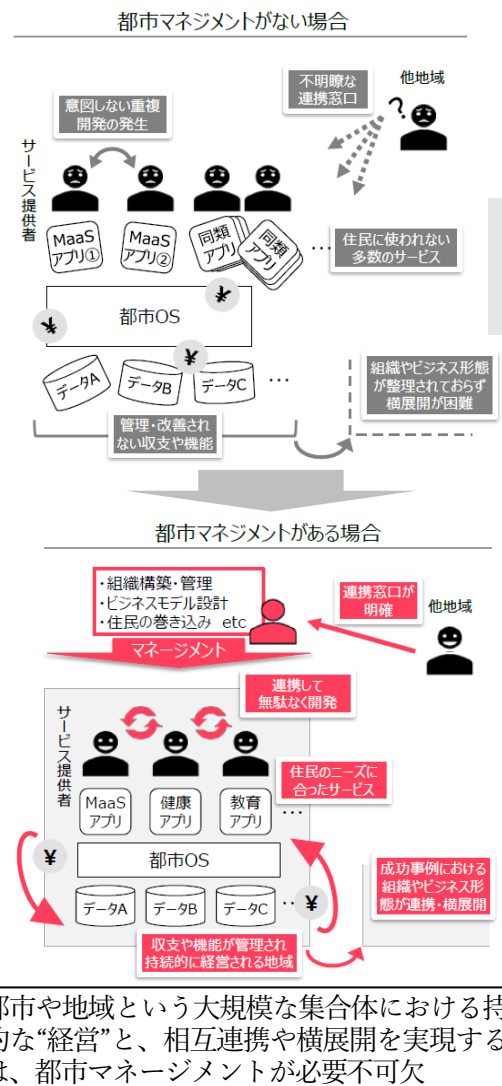 都市マネジメントがない場合
不明瞭な
連携窓口
他地域
?
意図しない重複
開発の発生
サービス提供者
MaaS
アプリ①
MaaS
アプリ②
同類
アプリ
同類
アプリ
…
住民に使われない
多数のサービス
¥
都市OS
¥
¥
データA
データB
データC
…
組織やビジネス形態
が整理されておらず
横展開が困難
管理・改善され
ない収支や機能
都市マネジメントがある場合
・組織構築・管理
・ビジネスモデル設計
・住民の巻き込み etc
マネージメント
連携窓口が
明確
他地域
連携して
無駄なく開発
サービス提供者
住民のニーズに
合ったサービス
MaaS
アプリ
健康
アプリ
教育
アプリ
…
¥
都市OS
データA
データB
データC
…
¥
成功事例における
組織やビジネス形
態が連携・横展開
収支や機能が管理され
持続的に経営される地域
都市や地域という大規模な集合体における持
的な“経営”と、相互連携や横展開を実現する
は、都市マネージメントが必要不可欠